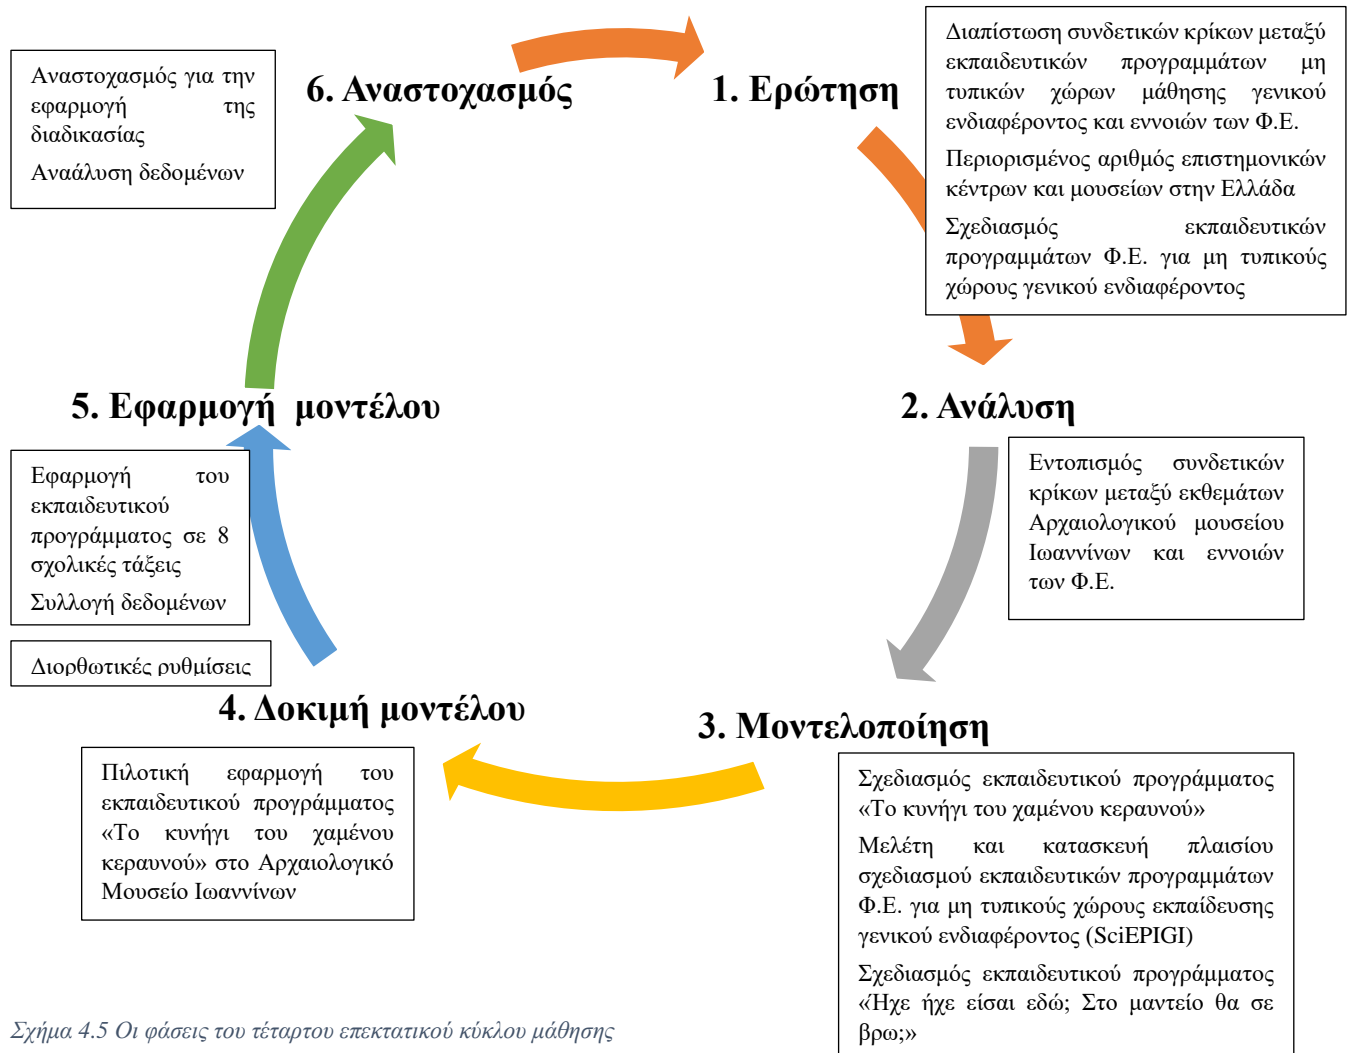 1. Ερώτηση
Διαπίστωση συνδετικών κρίκων μεταξύ
εκπαιδευτικών προγραμμάτων μη
τυπικών χώρων μάθησης γενικού
ενδιαφέροντος και εννοιών των Φ.Ε.
Περιορισμένος αριθμός επιστημονικών
κέντρων και μουσείων στην Ελλάδα
Σχεδιασμός εκπαιδευτικών
προγραμμάτων Φ.Ε. για μη τυπικούς
χώρους γενικού ενδιαφέροντος
2. Ανάλυση
Εντοπισμός συνδετικών
κρίκων μεταξύ εκθεμάτων
Αρχαιολογικού μουσείου
Ιωαννίνων και εννοιών
των Φ.Ε.
3. Μοντελοποίηση
Σχεδιασμός εκπαιδευτικού προγράμματος
«Το κυνήγι του χαμένου κεραυνού»
Μελέτη και κατασκευή πλαισίου
σχεδιασμού εκπαιδευτικών προγραμμάτων
Φ.Ε. για μη τυπικούς χώρους εκπαίδευσης
γενικού ενδιαφέροντος (SciEPIGI)
Σχεδιασμός εκπαιδευτικού προγράμματος
«Ήχε ήχε είσαι εδώ; Στο μαντείο θα σε
βρω;»
4. Δοκιμή μοντέλου
Πιλοτική εφαρμογή του
εκπαιδευτικού προγράμματος
«Το κυνήγι του χαμένου
κεραυνού» στο Αρχαιολογικό
Μουσείο Ιωαννίνων
5. Εφαρμογή μοντέλου
Εφαρμογή του
εκπαιδευτικού
προγράμματος σε 8
σχολικές τάξεις
Συλλογή δεδομένων
Διορθωτικές ρυθμίσεις
6. Αναστοχασμός
Αναστοχασμός για την
εφαρμογή της
διαδικασίας
Αναάλυση δεδομένων
Σχήμα 4.5 Οι φάσεις του τέταρτου επεκτατικού κύκλου μάθησης